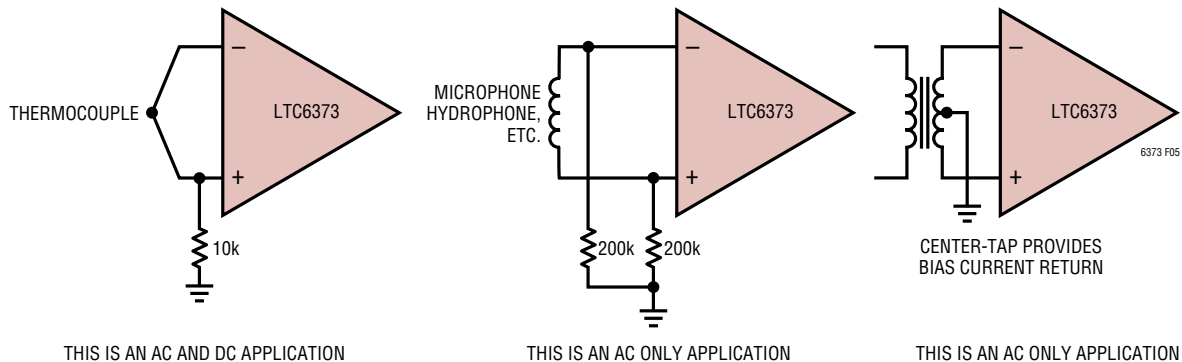 THERMOCOUPLE
−
LTC6373
+
10k
THIS IS AN AC AND DC APPLICATION
MICROPHONE
HYDROPHONE,
ETC.
−
LTC6373
+
200k
200k
THIS IS AN AC ONLY APPLICATION
−
LTC6373
+
6373 F05
CENTER-TAP PROVIDES
BIAS CURRENT RETURN
THIS IS AN AC ONLY APPLICATION